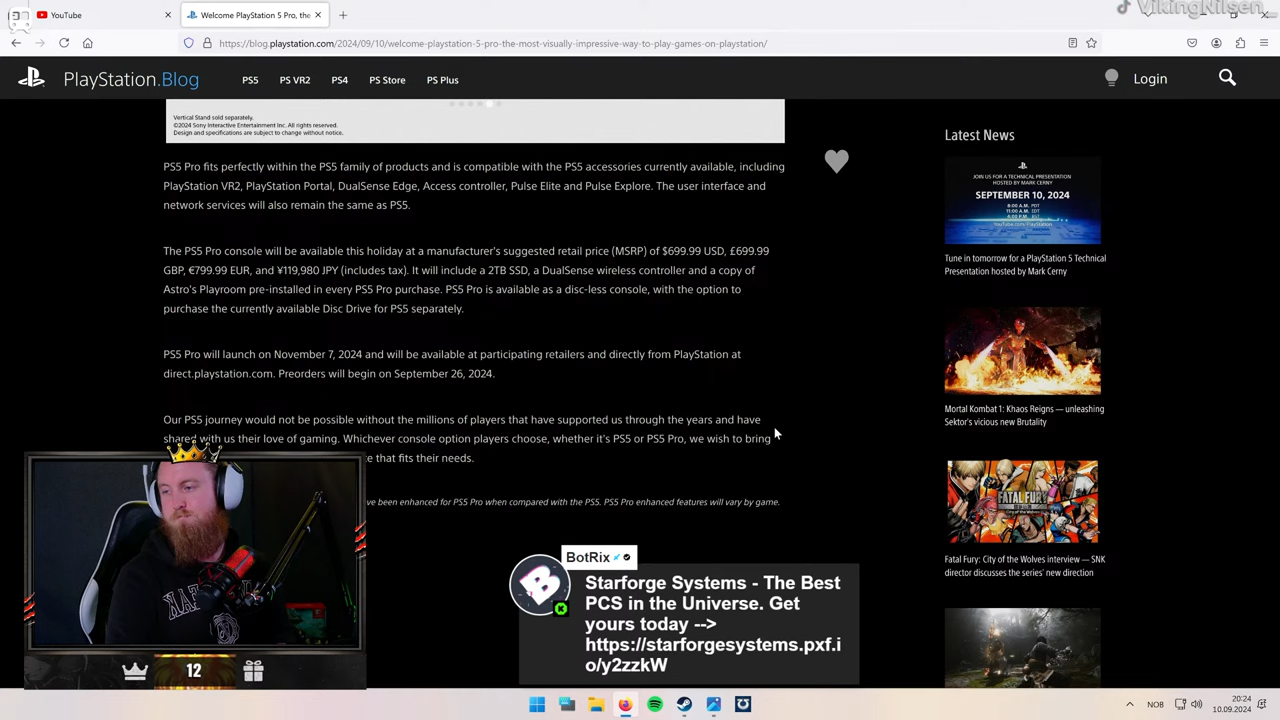 YouTube
Welcome PlayStation 5 Pro, the
VikingNilsen
https://blog.playstation.com/2024/09/10/welcome-playstation-5-pro-the-most-visually-impressive-way-to-play-games-on-playstation/
PlayStation.Blog
PS5
PS VR2
PS4
PS Store
PS Plus
Login
Vertical Stand sold separately.
©2024 Sony Interactive Entertainment Inc. All rights reserved.
Design and specifications are subject to change without notice.
PS5 Pro fits perfectly within the PS5 family of products and is compatible with the PS5 accessories currently available, including
PlayStation VR2, PlayStation Portal, DualSense Edge, Access controller, Pulse Elite and Pulse Explore. The user interface and
network services will also remain the same as PS5.
The PS5 Pro console will be available this holiday at a manufacturer's suggested retail price (MSRP) of $699.99 USD, £699.99
GBP, €799.99 EUR, and ¥119,980 JPY (includes tax). It will include a 2TB SSD, a DualSense wireless controller and a copy of
Astro's Playroom pre-installed in every PS5 Pro purchase. PS5 Pro is available as a disc-less console, with the option to
purchase the currently available Disc Drive for PS5 separately.
PS5 Pro will launch on November 7, 2024 and will be available at participating retailers and directly from PlayStation at
direct.playstation.com. Preorders will begin on September 26, 2024.
Our PS5 journey would not be possible without the millions of players that have supported us through the years and have
shared with us their love of gaming. Whichever console option players choose, whether it's PS5 or PS5 Pro, we wish to bring
that fits their needs.
ve been enhanced for PS5 Pro when compared with the PS5. PS5 Pro enhanced features will vary by game.
Latest News
JOIN US FOR A TECHNICAL PRESENTATION
HOSTED BY MARK CERNY
SEPTEMBER 10, 2024
YouTube.com/PlayStation
Tune in tomorrow for a PlayStation 5 Technical
Presentation hosted by Mark Cerny
Mortal Kombat 1: Khaos Reigns — unleashing
Sektor's vicious new Brutality
FATAL FURY
Fatal Fury: City of the Wolves interview — SNK
director discusses the series' new direction
BotRix
Starforge Systems - The Best
PCS in the Universe. Get
yours today -->
https://starforgesystems.pxf.i
o/y2zzkW
12
NOB
20:24
10.09.2024